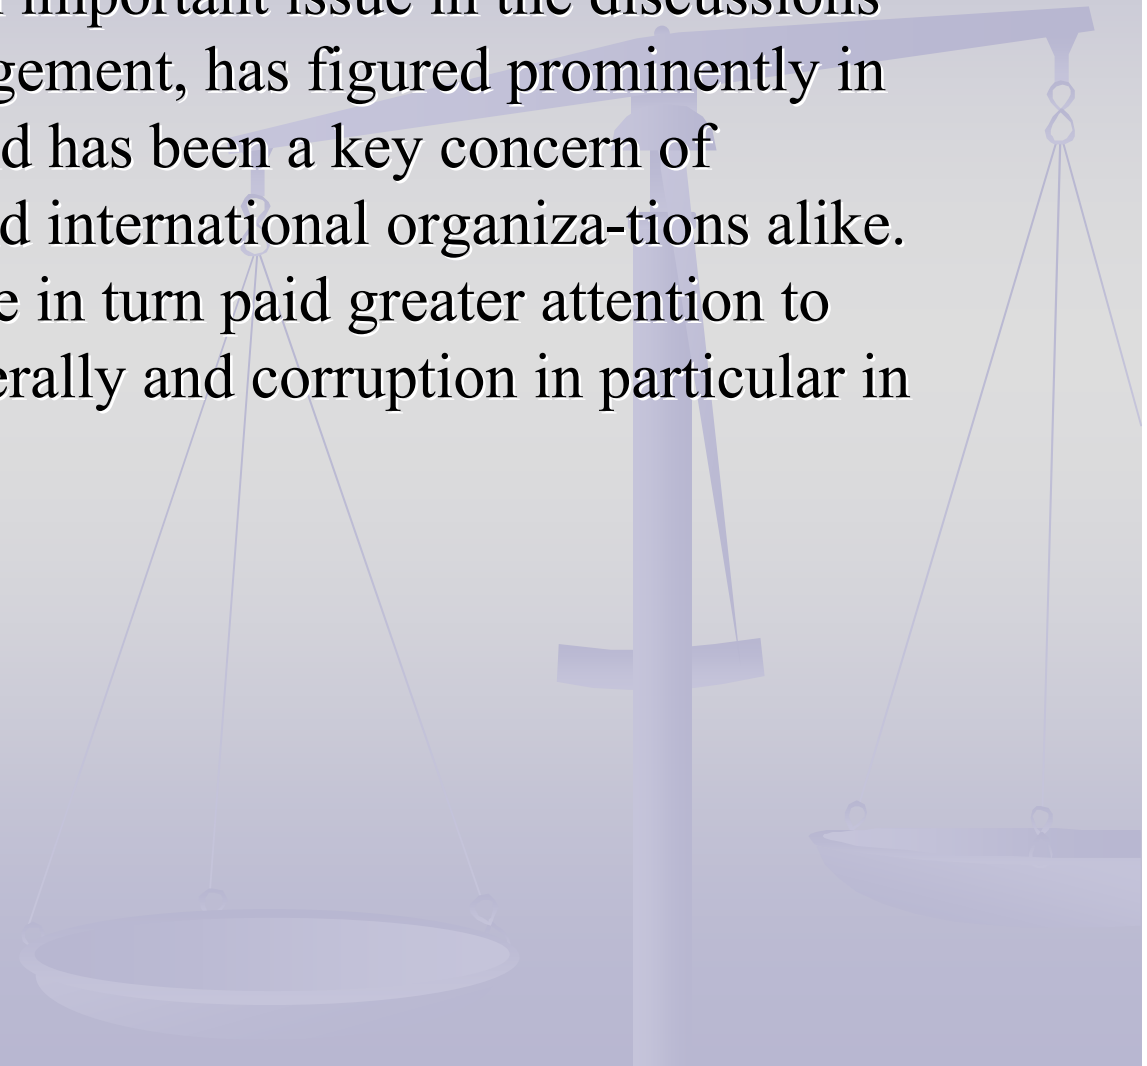 important issue in the discussions
gement, has figured prominently in
d has been a key concern of
d international organiza-tions alike.
e in turn paid greater attention to
erally and corruption in particular in